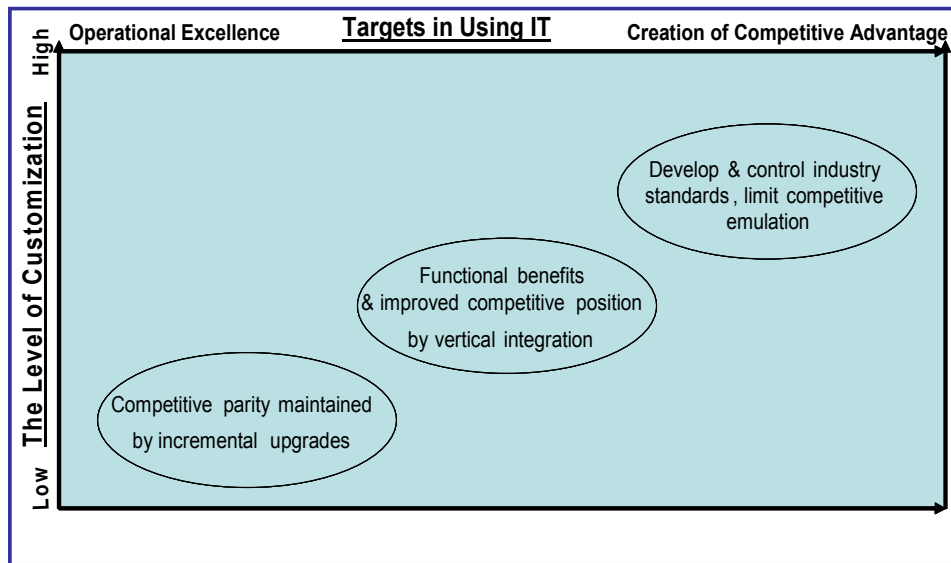 Targets in Using IT
Operational Excellence
Creation of Competitive Advantage
High
The Level of Customization
Low
Develop & control industry
standards, limit competitive
emulation
Functional benefits
& improved competitive position
by vertical integration
Competitive parity maintained
by incremental upgrades